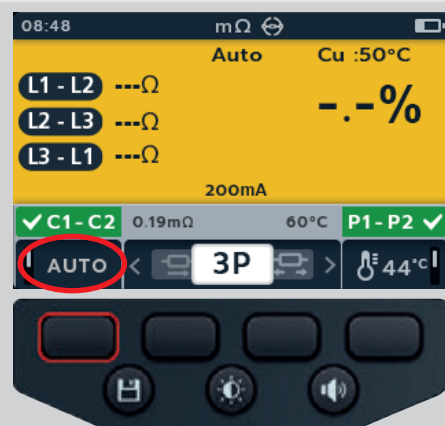 08:48 mΩ
Auto Cu :50°C
L1 - L2 ---Ω
-.-%
L2 - L3 ---Ω
L3 - L1 ---Ω
200mA
✓ C1- C2 0.19mΩ 60°C P1- P2 ✓
AUTO < 3P > 44°C